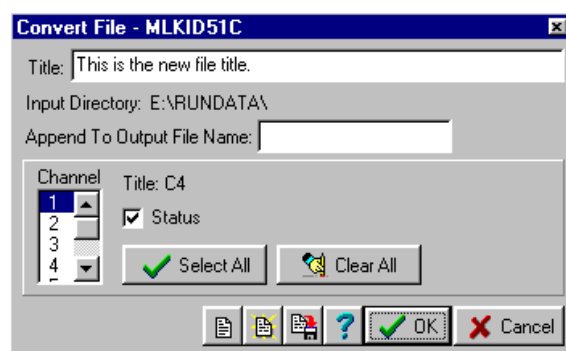 Convert File - MLKID51C
Title: This is the new file title.
Input Directory: E:\RUNDATA\
Append To Output File Name:
Channel
Title: C4
1
2
3
4
Status
Select All
Clear All
?
OK
Cancel